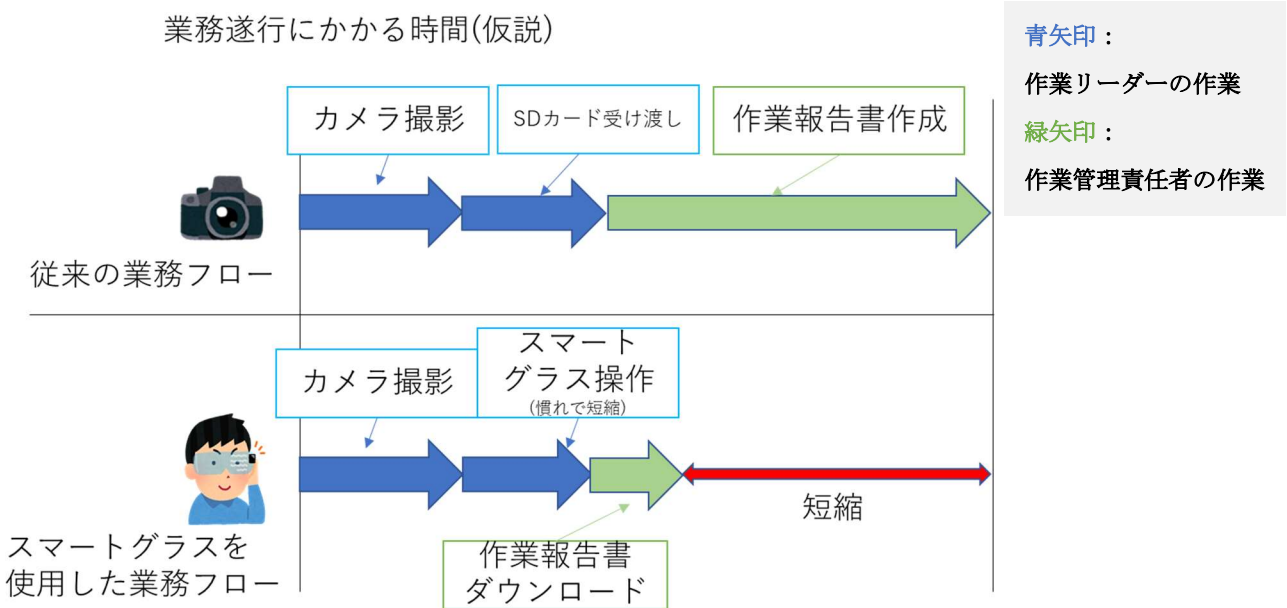 業務遂行にかかる時間(仮説)
カメラ撮影
SDカード受け渡し
作業報告書作成
従来の業務フロー
カメラ撮影
スマート
グラス操作
(慣れで短縮)
短縮
作業報告書
ダウンロード
スマートグラスを
使用した業務フロー
青矢印：
作業リーダーの作業
緑矢印：
作業管理責任者の作業